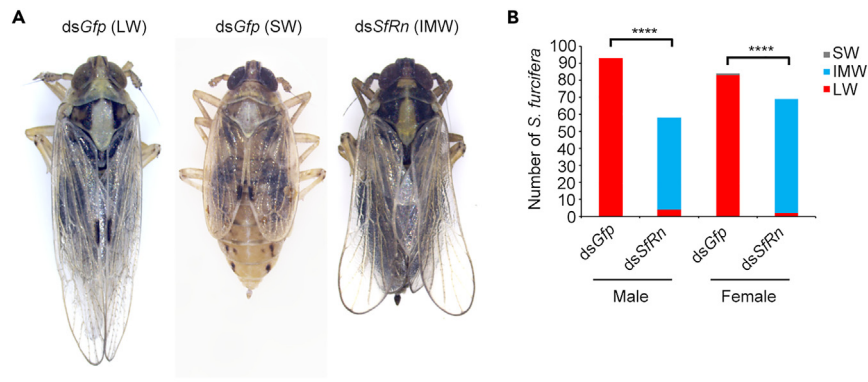 A
dsGfp (LW)
dsGfp (SW)
dsSfRn (IMW)
B
Number of S. furcifera
100
90
80
70
60
50
40
30
20
10
0
****
****
SW
IMW
LW
dsGfp
dsSfRn
dsGfp
dsSfRn
Male
Female